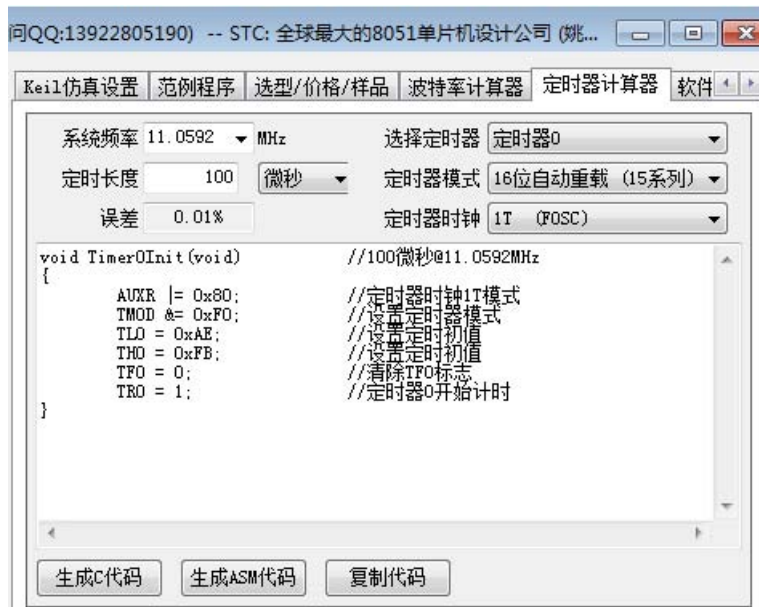 问QQ:13922805190) -- STC: 全球最大的8051单片机设计公司 (姚...
Keil仿真设置 范例程序 选型/价格/样品 波特率计算器 定时器计算器 软件
系统频率 11.0592 MHz 选择定时器 定时器0
定时长度 100 微秒 定时器模式 16位自动重载 (15系列)
误差 0.01% 定时器时钟 1T (FOSC)
void Timer0Init(void) //100微秒@11.0592MHz
{
AUXR |= 0x80; //定时器时钟1T模式
TMOD &= 0xF0; //设置定时器模式
TL0 = 0xAE; //设置定时初值
TH0 = 0xFB; //设置定时初值
TF0 = 0; //清除TF0标志
TR0 = 1; //定时器0开始计时
}
生成C代码 生成ASM代码 复制代码